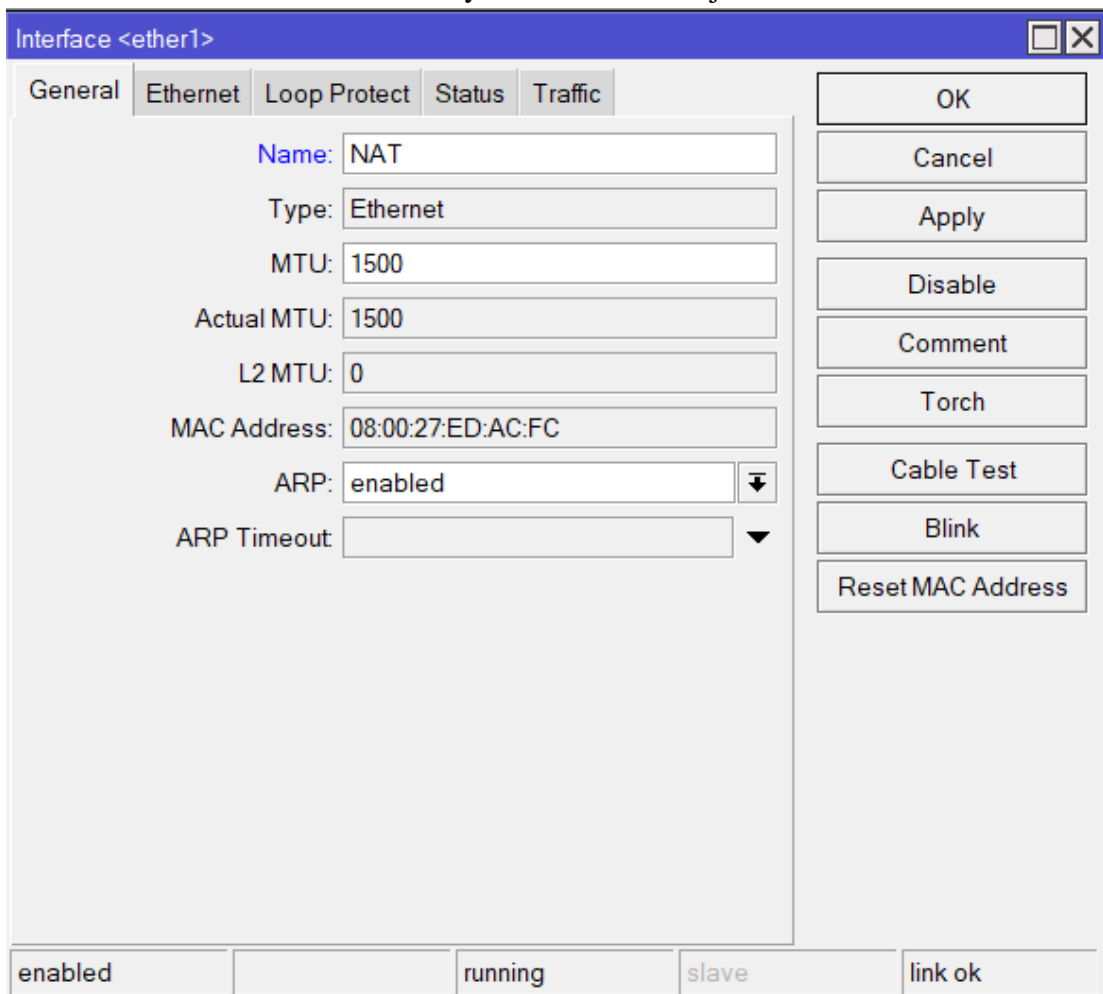 Interface <ether1>
General Ethernet Loop Protect Status Traffic
Name: NAT
Type: Ethernet
MTU: 1500
Actual MTU: 1500
L2 MTU: 0
MAC Address: 08:00:27:ED:AC:FC
ARP: enabled
ARP Timeout:
OK
Cancel
Apply
Disable
Comment
Torch
Cable Test
Blink
Reset MAC Address
enabled running slave link ok